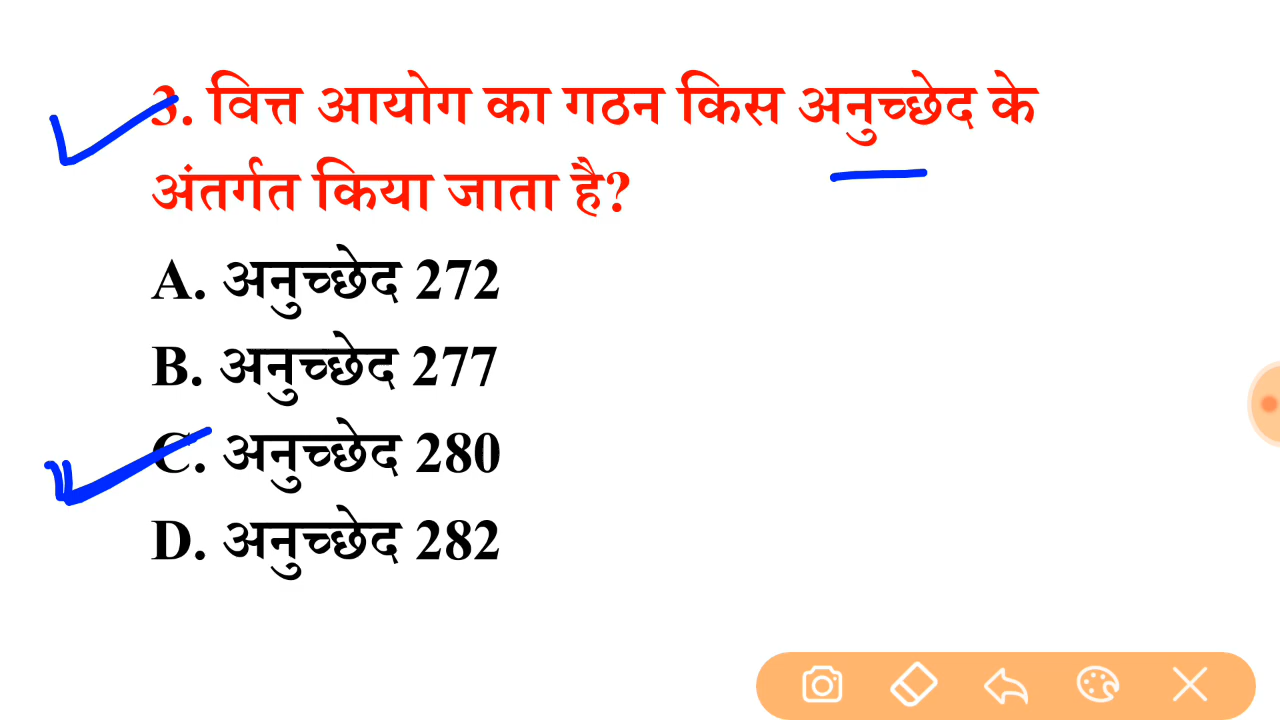 3. वित्त आयोग का गठन किस अनुच्छेद के
अंतर्गत किया जाता है?
A. अनुच्छेद 272
B. अनुच्छेद 277
C. अनुच्छेद 280
D. अनुच्छेद 282